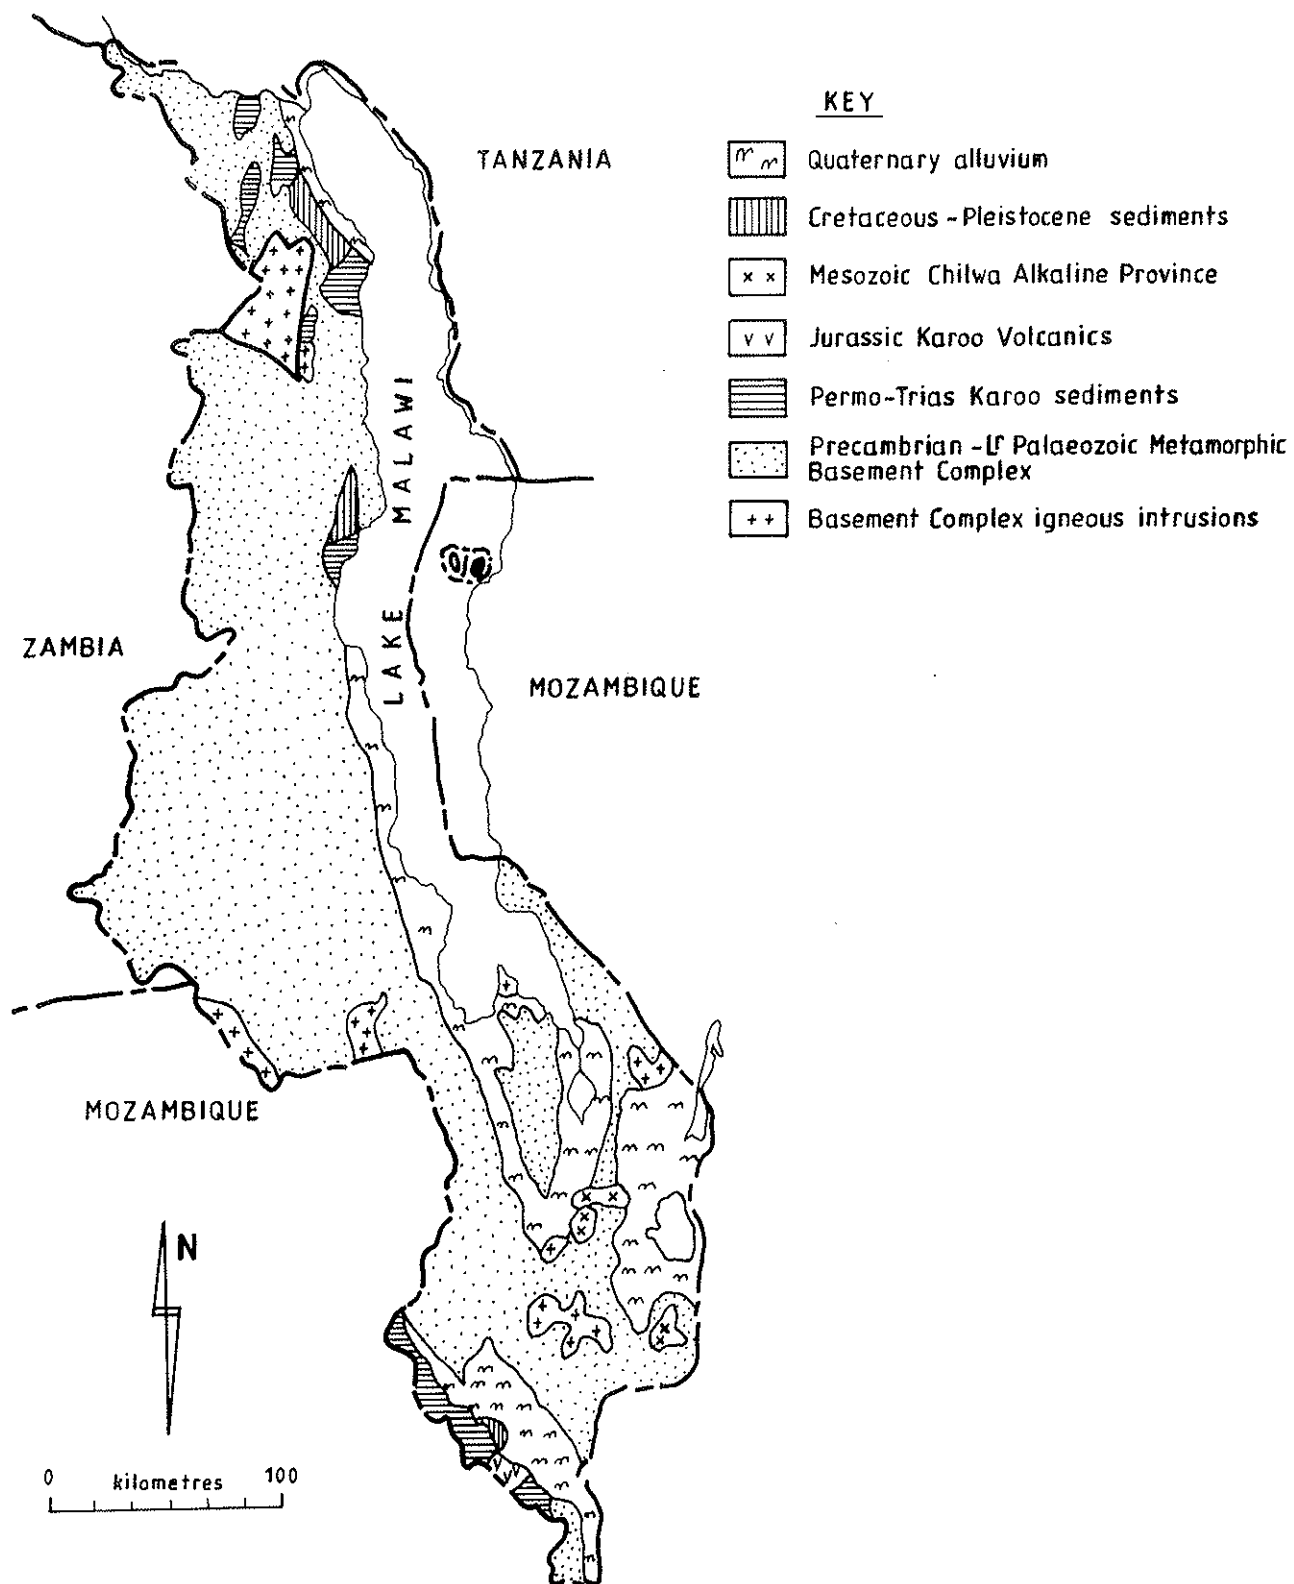 KEY
TANZANIA
Quaternary alluvium
Cretaceous - Pleistocene sediments
Mesozoic Chilwa Alkaline Province
Jurassic Karoo Volcanics
Permo-Trias Karoo sediments
Precambrian - Lr Palaeozoic Metamorphic
Basement Complex
Basement Complex igneous intrusions
LAKE MALAWI
ZAMBIA
MOZAMBIQUE
MOZAMBIQUE
N
0 kilometres 100